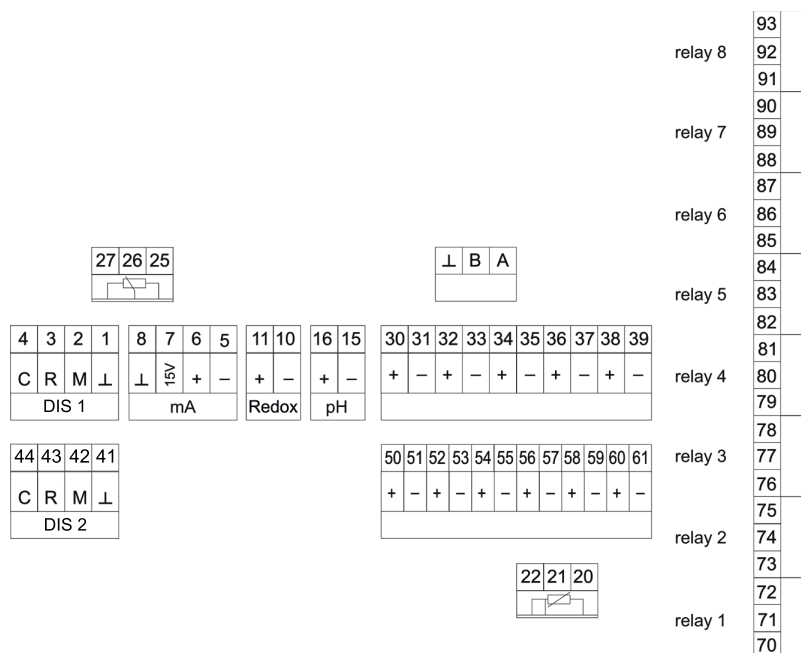 93
relay 8 92
91
90
relay 7 89
88
87
relay 6 86
85
27 26 25
⊥ B A
84
relay 5 83
82
4 3 2 1
8 7 6 5
11 10
16 15
30 31 32 33 34 35 36 37 38 39
C R M ⊥
⊥ 15V + –
+ –
+ –
+ – + – + – + – + –
DIS 1
mA
Redox
pH
81
relay 4 80
79
78
relay 3 77
76
44 43 42 41
50 51 52 53 54 55 56 57 58 59 60 61
C R M ⊥
+ – + – + – + – + – + –
DIS 2
75
relay 2 74
73
22 21 20
72
relay 1 71
70